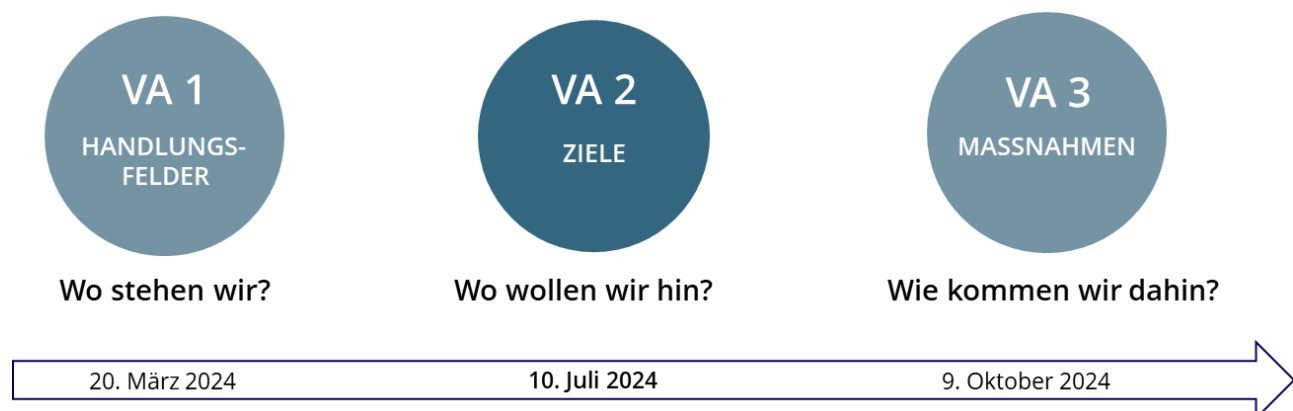 VA 1
HANDLUNGS-
FELDER
Wo stehen wir?
20. März 2024
VA 2
ZIELE
Wo wollen wir hin?
10. Juli 2024
VA 3
MASSNAHMEN
Wie kommen wir dahin?
9. Oktober 2024